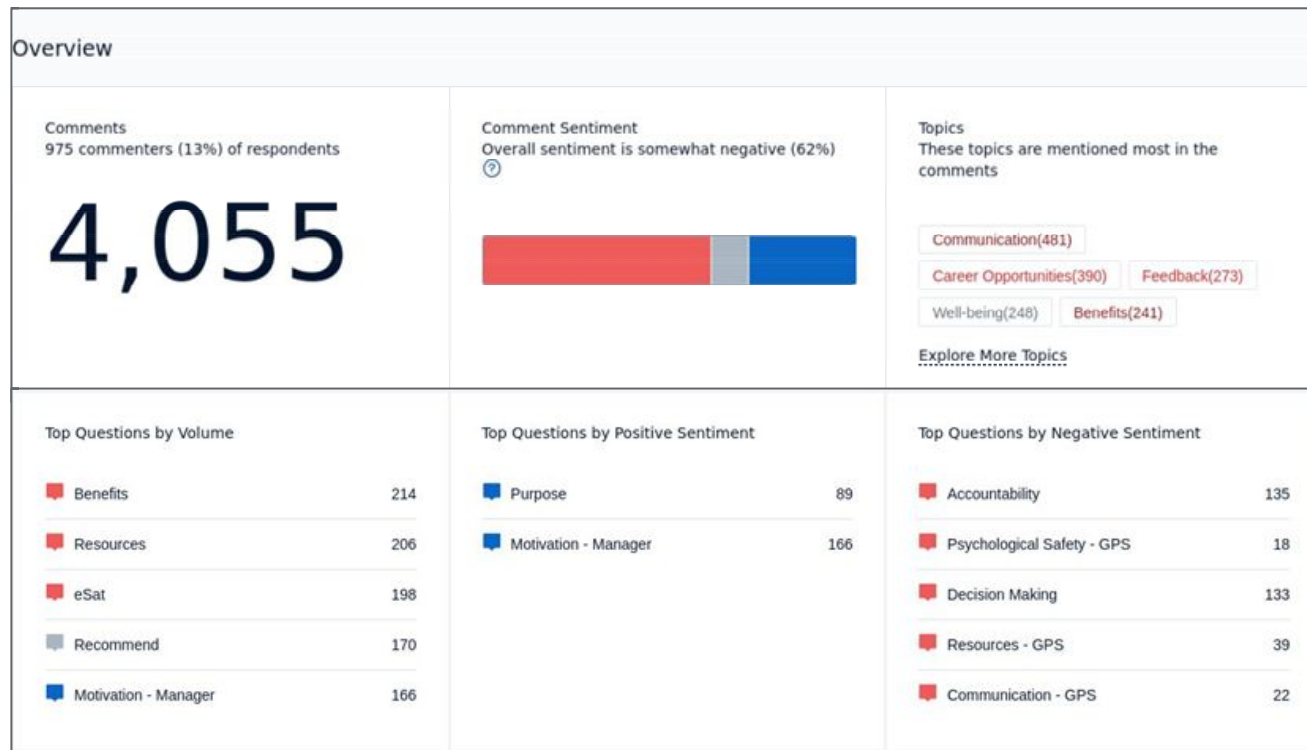 Overview
Comments
975 commenters (13%) of respondents
4,055
Comment Sentiment
Overall sentiment is somewhat negative (62%)
?
Topics
These topics are mentioned most in the
comments
Communication(481)
Career Opportunities(390) Feedback(273)
Well-being(248) Benefits(241)
Explore More Topics
Top Questions by Volume
Benefits 214
Resources 206
eSat 198
Recommend 170
Motivation - Manager 166
Top Questions by Positive Sentiment
Purpose 89
Motivation - Manager 166
Top Questions by Negative Sentiment
Accountability 135
Psychological Safety - GPS 18
Decision Making 133
Resources - GPS 39
Communication - GPS 22